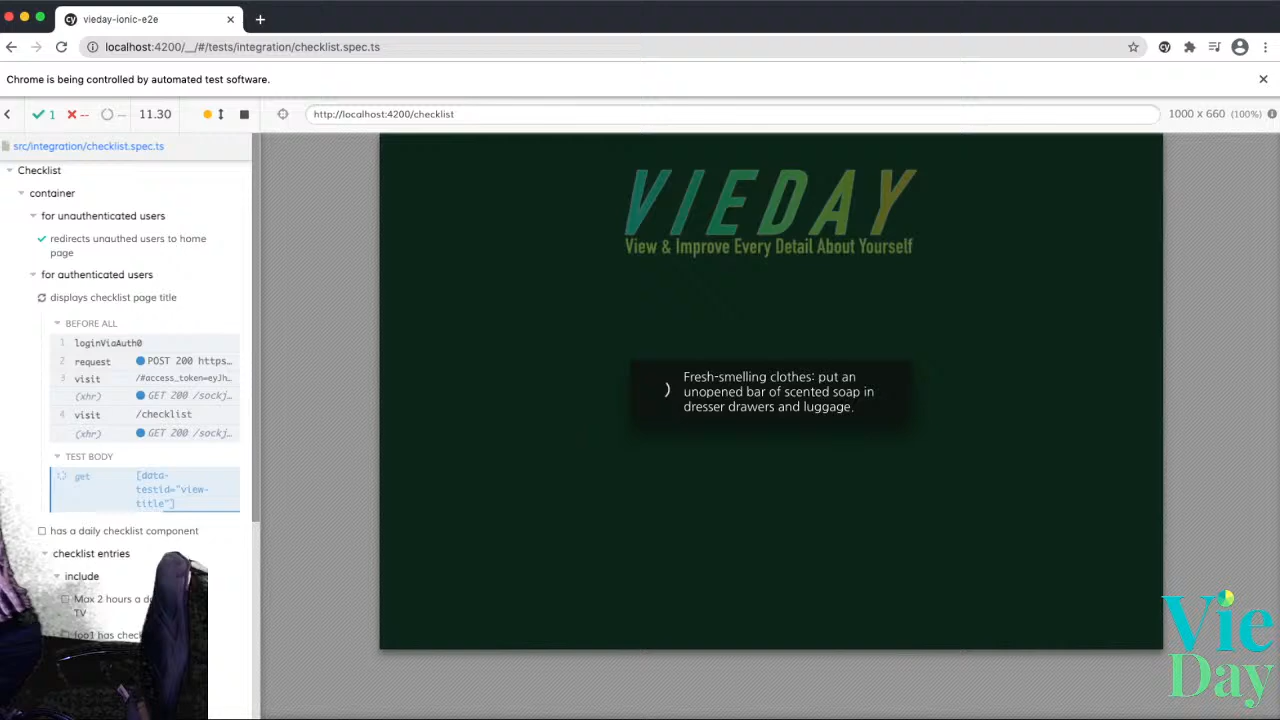 vieday-ionic-e2e
localhost:4200/__/#/tests/integration/checklist.spec.ts
Chrome is being controlled by automated test software.
1 -- -- 11.30
http://localhost:4200/checklist
1000 x 660 (100%)
src/integration/checklist.spec.ts
Checklist
container
for unauthenticated users
redirects unauthed users to home
page
for authenticated users
displays checklist page title
BEFORE ALL
1 loginViaAuth0
2 request POST 200 https...
3 visit /#access_token=eyJh...
(xhr) GET 200 /sockj...
4 visit /checklist
(xhr) GET 200 /sockj...
TEST BODY
get [data-
testid="view-
title"]
has a daily checklist component
checklist entries
include
Max 2 hours a
TV
foo1 has
VIEDAY
View & Improve Every Detail About Yourself
Fresh-smelling clothes: put an
unopened bar of scented soap in
dresser drawers and luggage.
Vie
Day